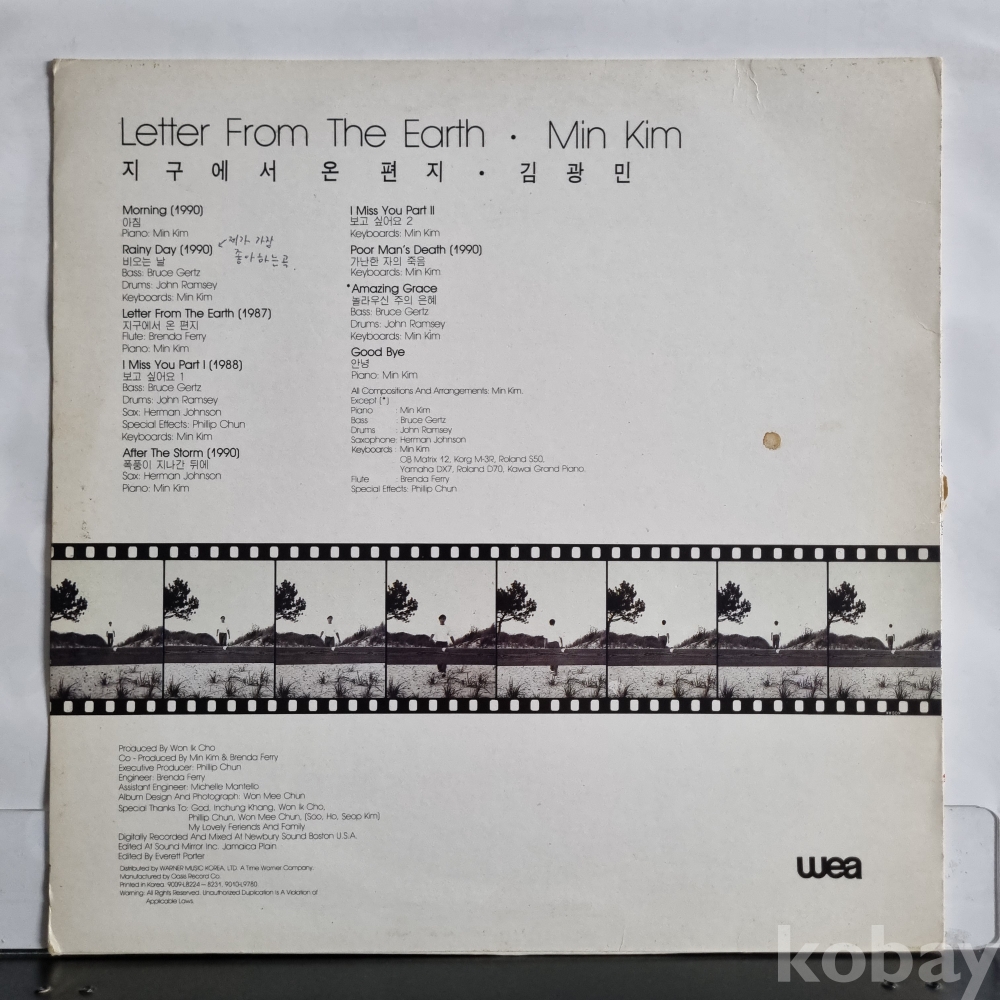 Letter From The Earth • Min Kim
지구에서 온 편지 • 김광민
Morning (1990)
아침
Piano: Min Kim
Rainy Day (1990)
↙제가 가장
좋아하는곡.
비오는 날
Bass: Bruce Gertz
Drums: John Ramsey
Keyboards: Min Kim
Letter From The Earth (1987)
지구에서 온 편지
Flute: Brenda Ferry
Piano: Min Kim
I Miss You Part I (1988)
보고 싶어요 1
Bass: Bruce Gertz
Drums: John Ramsey
Sax: Herman Johnson
Special Effects: Phillip Chun
Keyboards: Min Kim
After The Storm (1990)
폭풍이 지나간 뒤에
Sax: Herman Johnson
Piano: Min Kim
I Miss You Part II
보고 싶어요 2
Keyboards: Min Kim
Poor Man's Death (1990)
가난한 자의 죽음
Keyboards: Min Kim
*Amazing Grace
놀라우신 주의 은혜
Bass: Bruce Gertz
Drums: John Ramsey
Keyboards: Min Kim
Good Bye
안녕
Piano: Min Kim
All Compositions And Arrangements: Min Kim.
Except (*)
Piano : Min Kim
Bass : Bruce Gertz
Drums : John Ramsey
Saxophone: Herman Johnson
Keyboards : Min Kim
OB Matrix 12, Korg M-3R, Roland S50,
Yamaha DX7, Roland D70, Kawai Grand Piano.
Flute : Brenda Ferry
Special Effects: Phillip Chun
Produced By Won Ik Cho
Co - Produced By Min Kim & Brenda Ferry
Executive Producer: Phillip Chun
Engineer: Brenda Ferry
Assistant Engineer: Michelle Mantello
Album Design And Photograph: Won Mee Chun
Special Thanks To: God, Inchung Khang, Won Ik Cho,
Phillip Chun, Won Mee Chun, (Soo, Ho, Seop Kim)
My Lovely Feriends And Family
Digitally Recorded And Mixed At Newbury Sound Boston U.S.A.
Edited At Sound Mirror Inc. Jamaica Plain
Edited By Everett Porter
Distributed by WARNER MUSIC KOREA, LTD. A Time Warner Company
Manufactured by Oasis Record Co.
Printed in Korea. 9009-L8224 — 8231, 9010-L9780.
Warning: All Rights Reserved. Unauthorized Duplication is A Violation of
Applicable Laws
wea
kobay